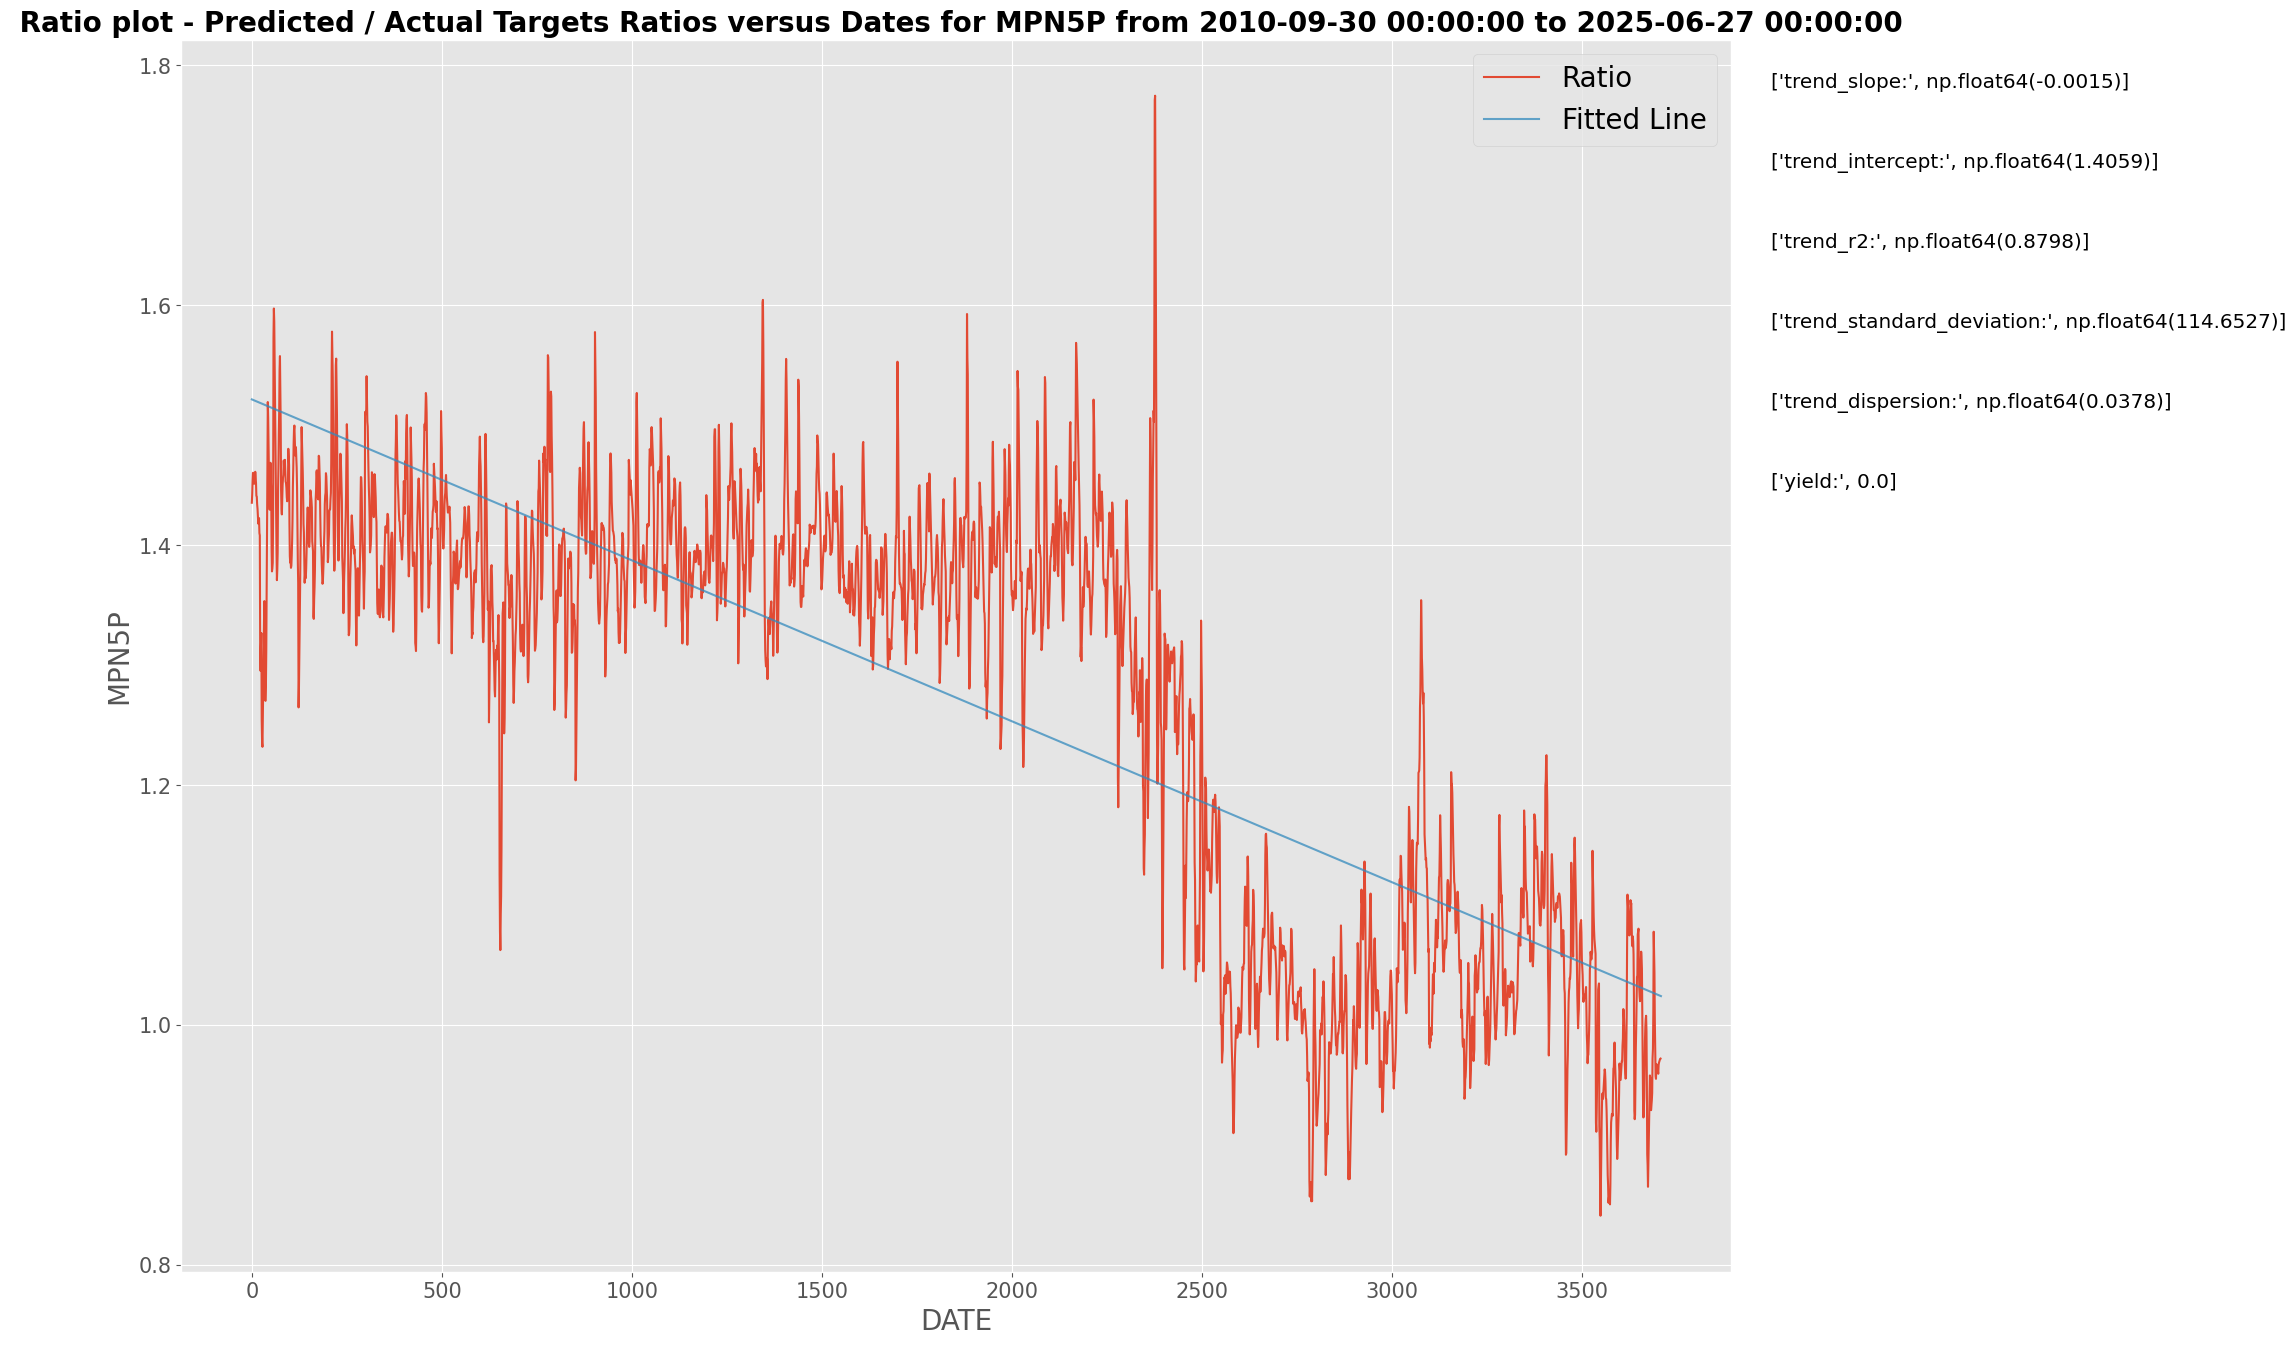 Ratio plot - Predicted / Actual Targets Ratios versus Dates for MPN5P from 2010-09-30 00:00:00 to 2025-06-27 00:00:00
Ratio
Fitted Line
['trend_slope:', np.float64(-0.0015)]
['trend_intercept:', np.float64(1.4059)]
['trend_r2:', np.float64(0.8798)]
['trend_standard_deviation:', np.float64(114.6527)]
['trend_dispersion:', np.float64(0.0378)]
['yield:', 0.0]
MPN5P
1.8
1.6
1.4
1.2
1.0
0.8
0 500 1000 1500 2000 2500 3000 3500
DATE